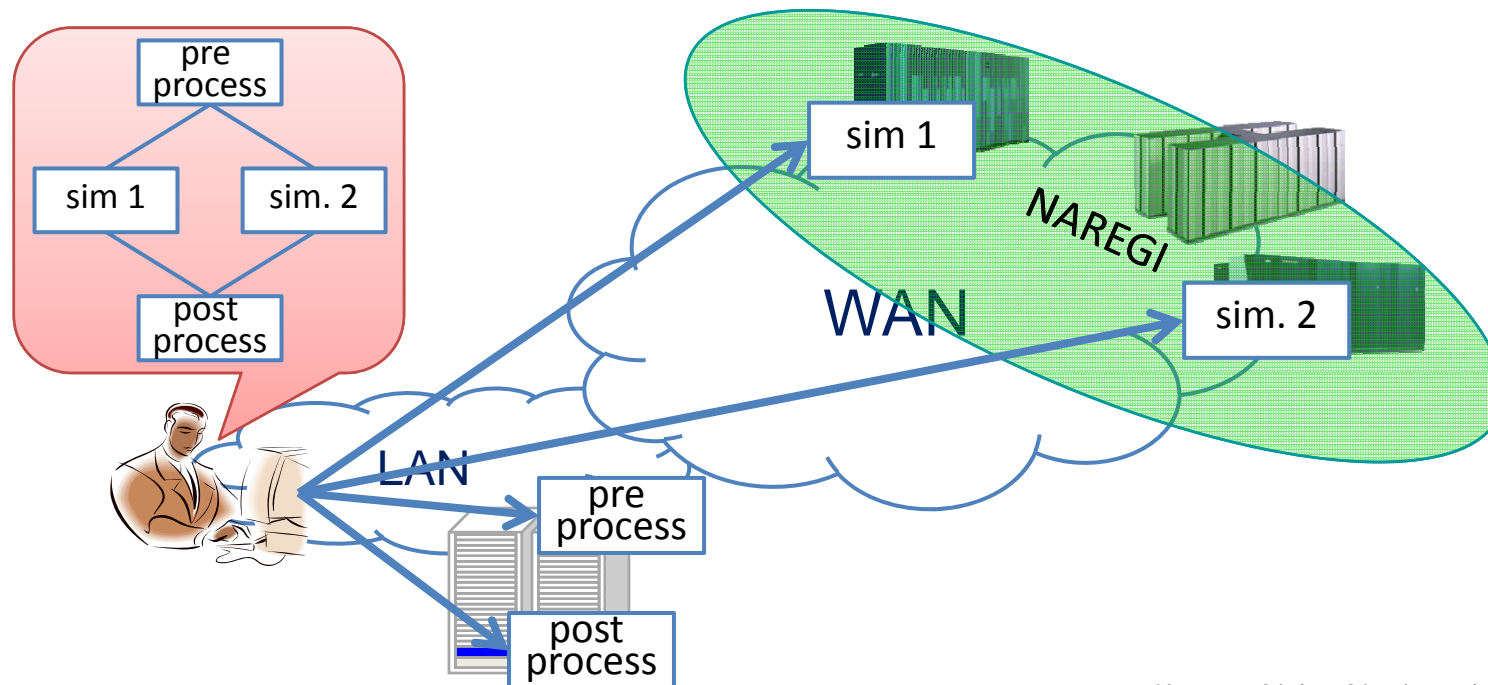 pre
process
sim 1
sim. 2
post
process
sim 1
NAREGI
WAN
sim. 2
LAN
pre
process
post
process